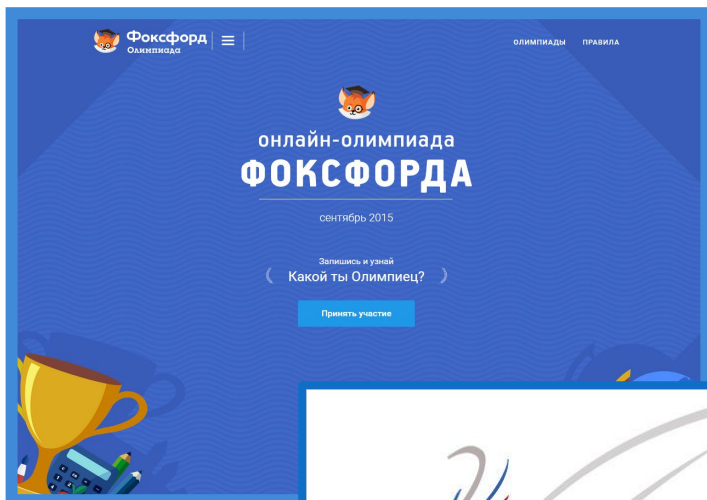 Фоксфорд
Олимпиада
ОЛИМПИАДЫ ПРАВИЛА
онлайн-олимпиада
ФОКСФОРДА
сентябрь 2015
Запишись и узнай
Какой ты Олимпиец?
Принять участие